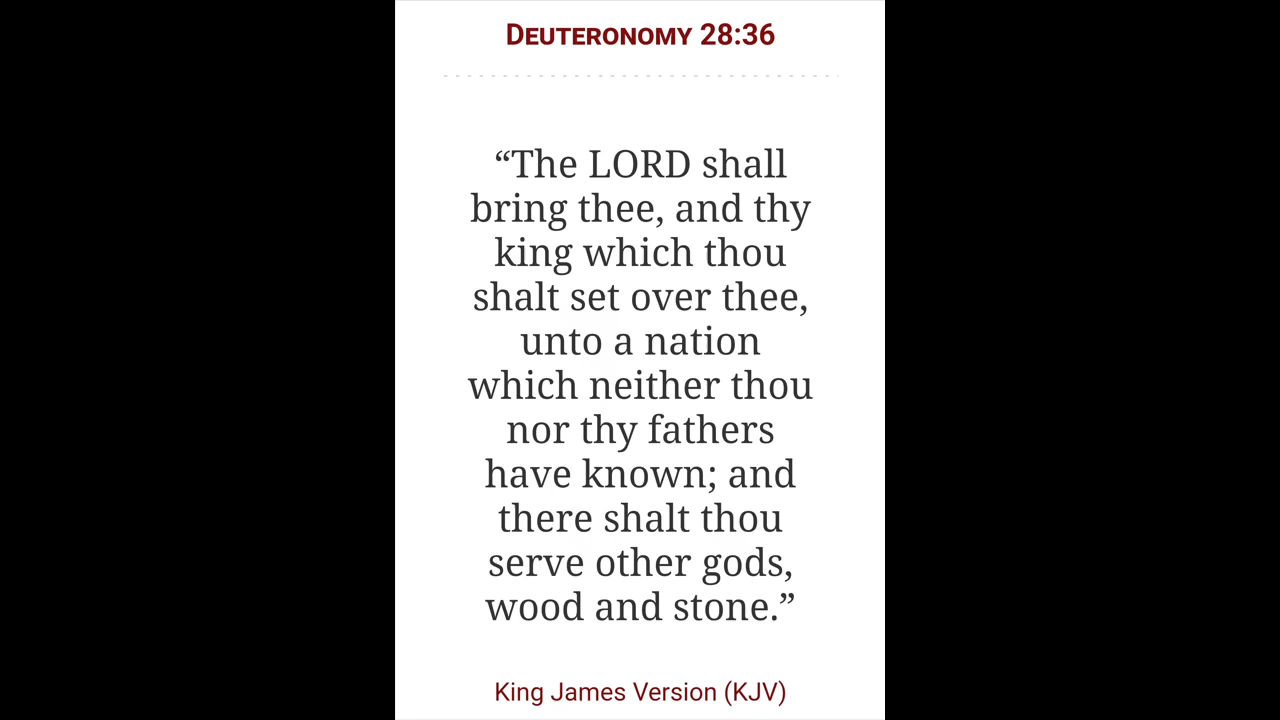 Deuteronomy 28:36
“The LORD shall
bring thee, and thy
king which thou
shalt set over thee,
unto a nation
which neither thou
nor thy fathers
have known; and
there shalt thou
serve other gods,
wood and stone.”
King James Version (KJV)